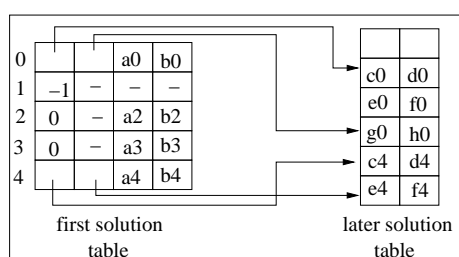 0 a0 b0
1 −1 − − −
2 0 − a2 b2
3 0 − a3 b3
4 a4 b4
first solution
table
c0 d0
e0 f0
g0 h0
c4 d4
e4 f4
later solution
table